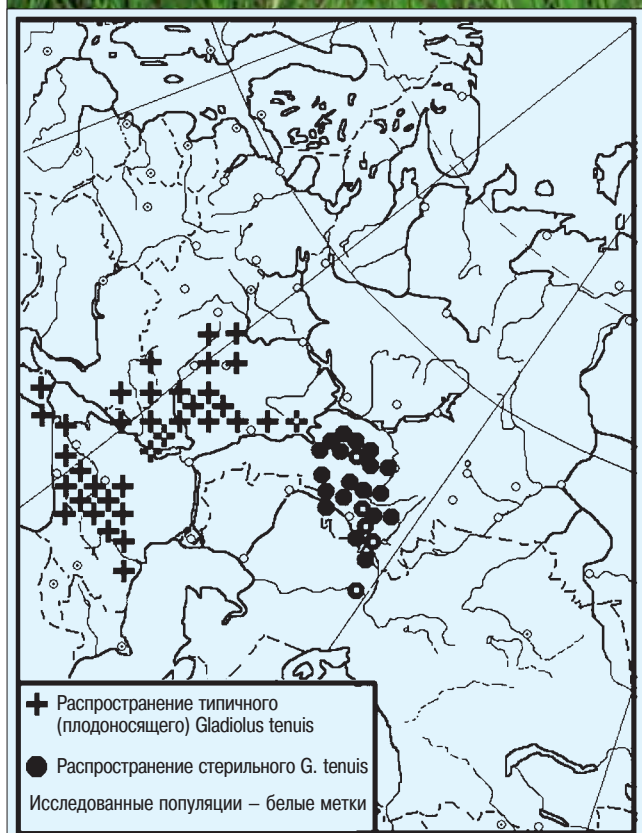 Распространение типичного
(плодоносящего) Gladiolus tenuis
Распространение стерильного G. tenuis
Исследованные популяции – белые метки